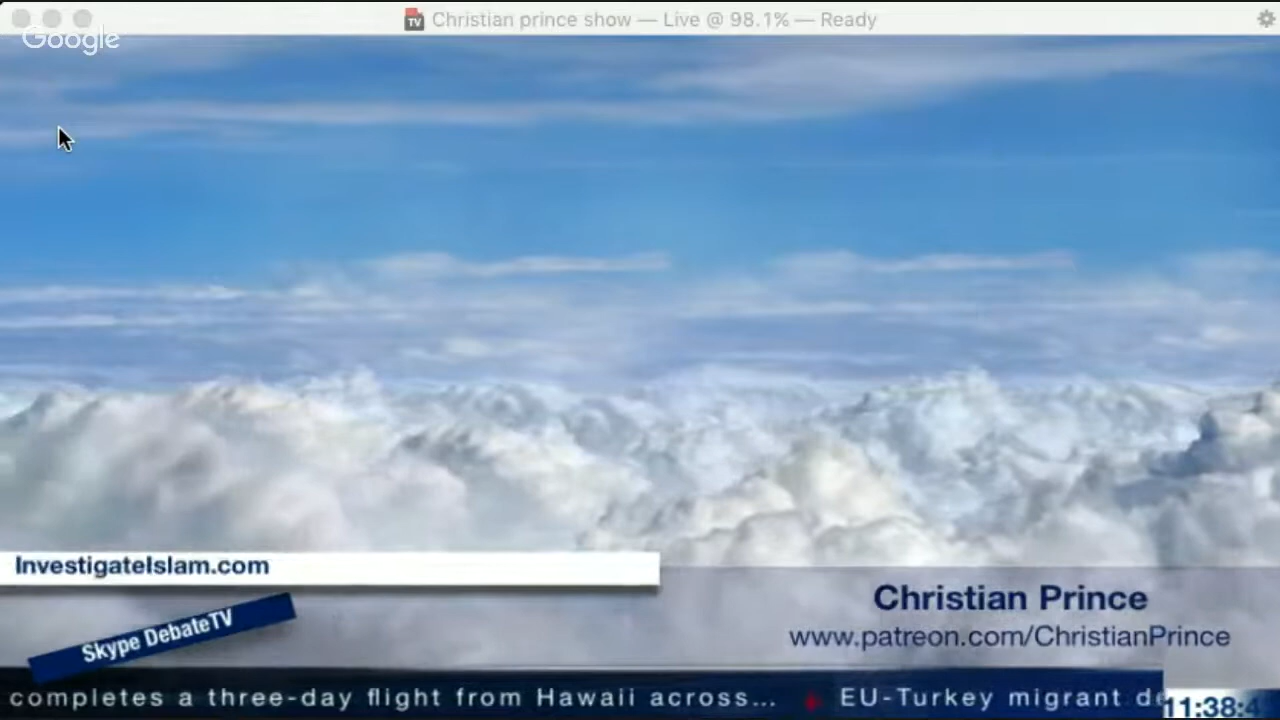 Christian prince show — Live @ 98.1% — Ready
Google
InvestigateIslam.com
Christian Prince
Skype DebateTV
www.patreon.com/ChristianPrince
completes a three-day flight from Hawaii across... EU-Turkey migrant
11:38:4